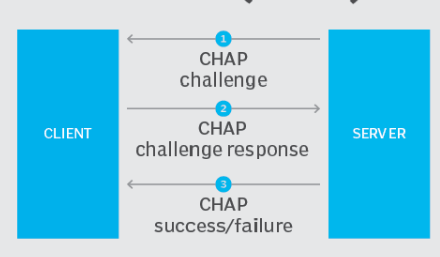 1
CHAP
challenge
CLIENT
2
SERVER
CHAP
challenge response
3
CHAP
success/failure